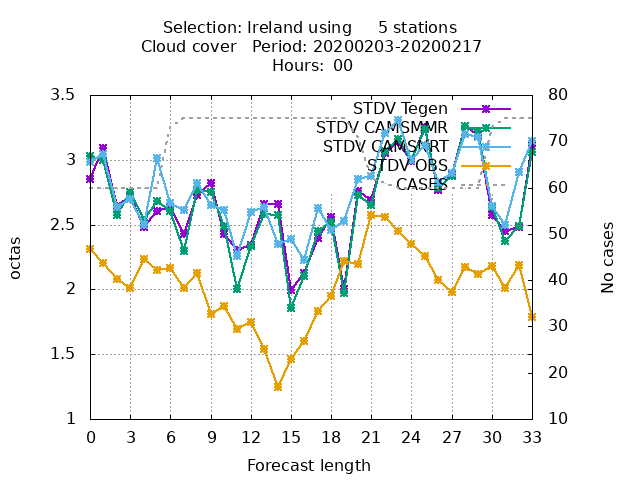 Selection: Ireland using 5 stations
Cloud cover Period: 20200203-20200217
Hours: 00
3.5
3
2.5
2
1.5
1
octas
80
70
60
50
40
30
20
10
No cases
STDV Tegen
STDV CAMSMMR
STDV CAMSMRT
STDV OBS
CASES
0 3 6 9 12 15 18 21 24 27 30 33
Forecast length